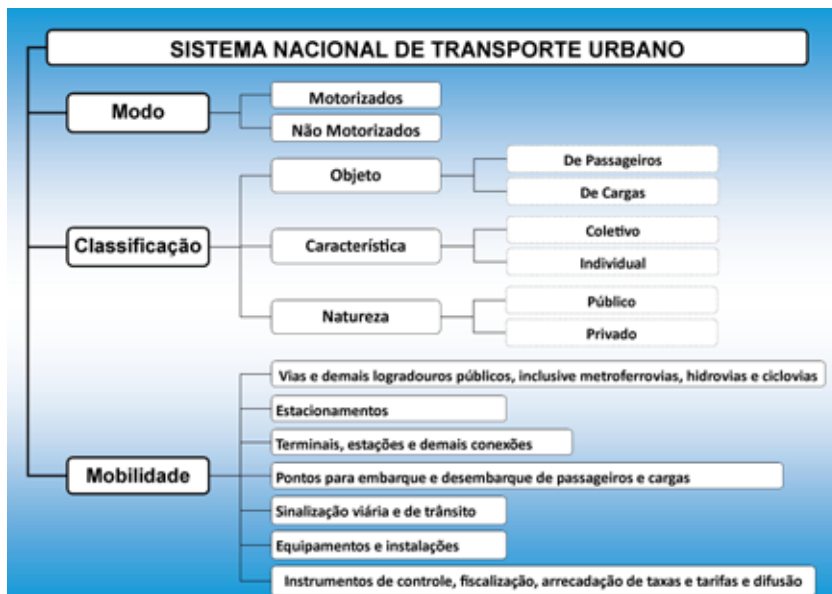 SISTEMA NACIONAL DE TRANSPORTE URBANO
Modo
Motorizados
Não Motorizados
Classificação
Objeto
De Passageiros
De Cargas
Característica
Coletivo
Individual
Natureza
Público
Privado
Mobilidade
Vias e demais logradouros públicos, inclusive metroferrovias, hidrovias e ciclovias
Estacionamentos
Terminais, estações e demais conexões
Pontos para embarque e desembarque de passageiros e cargas
Sinalização viária e de trânsito
Equipamentos e instalações
Instrumentos de controle, fiscalização, arrecadação de taxas e tarifas e difusão